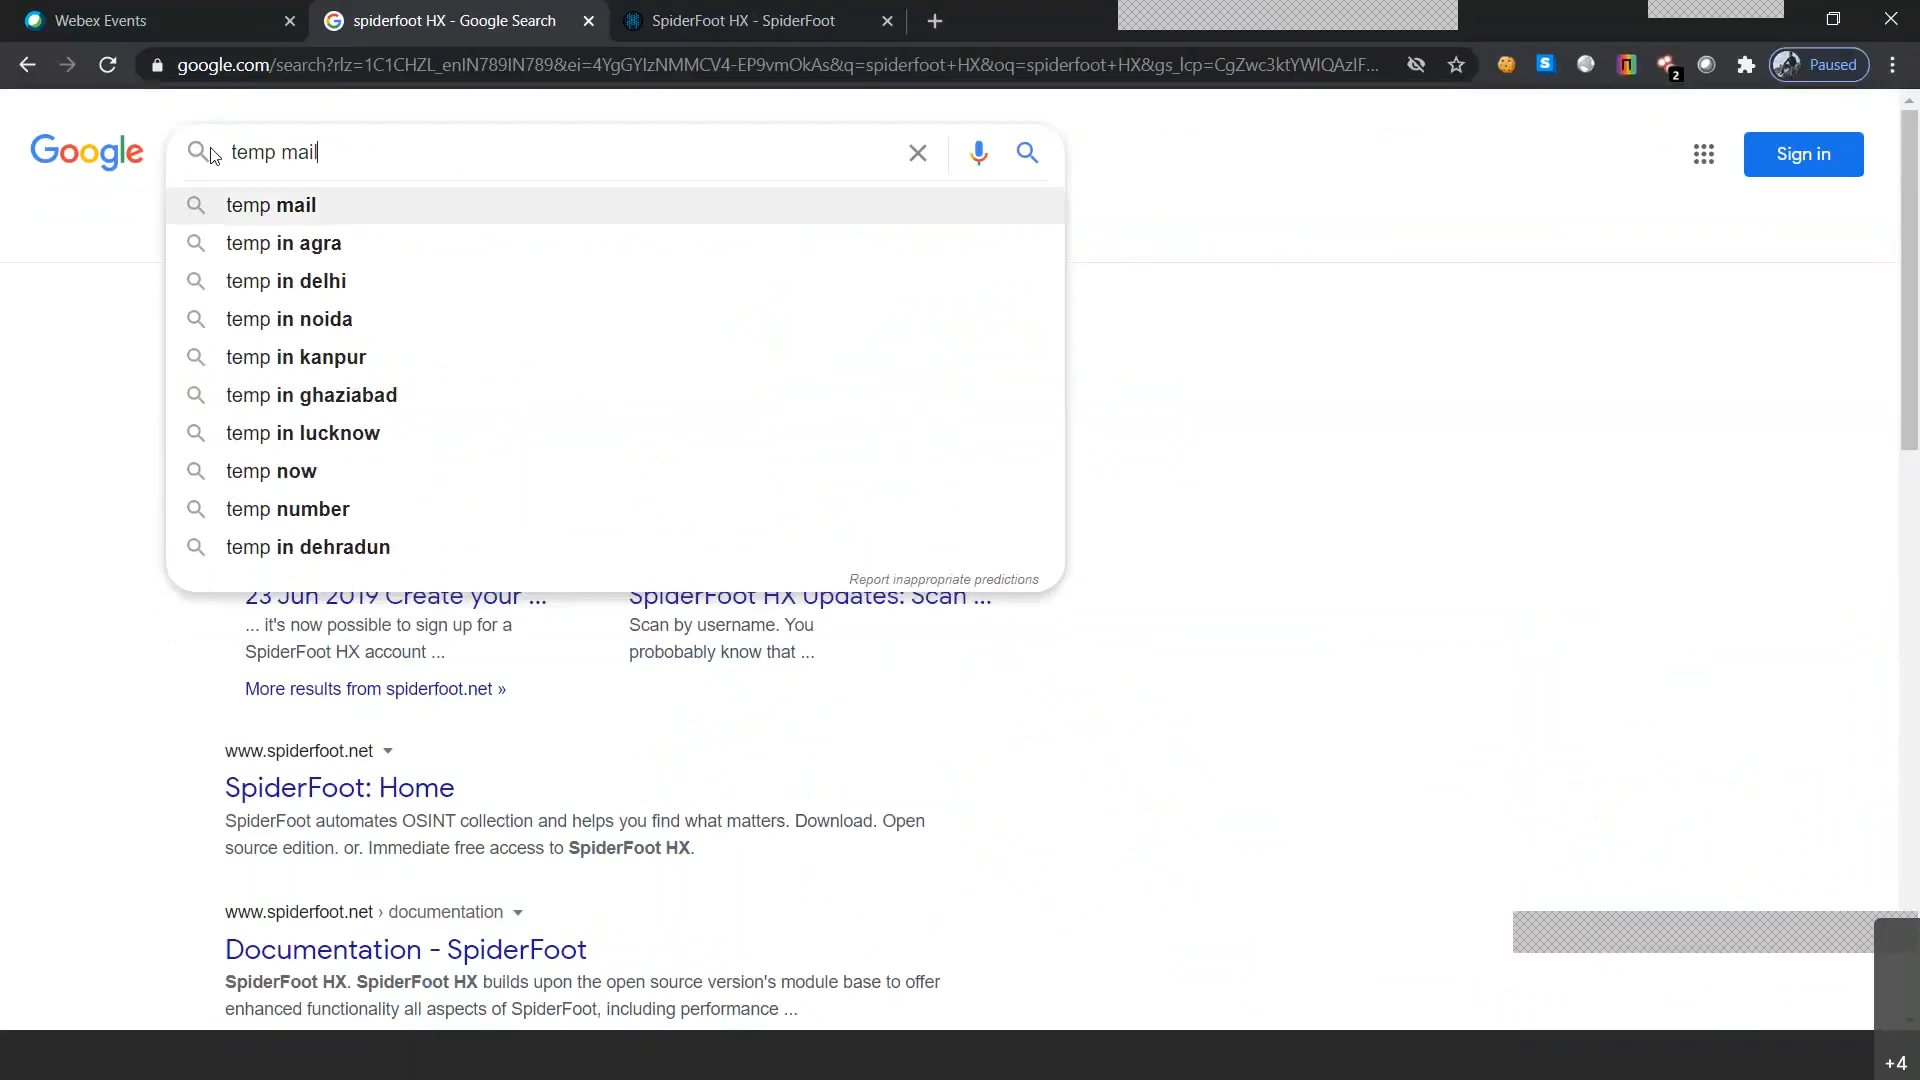 Webex Events
spiderfoot HX - Google Search
SpiderFoot HX - SpiderFoot
google.com/search?rlz=1C1CHZL_enIN789IN789&ei=4YgGYIzNMMCV4-EP9vmOkAs&q=spiderfoot+HX&oq=spiderfoot+HX&gs_lcp=CgZwc3ktYWIQAzIF...
2
Paused
Google
temp mail
Sign in
temp mail
temp in agra
temp in delhi
temp in noida
temp in kanpur
temp in ghaziabad
temp in lucknow
temp now
temp number
temp in dehradun
Report inappropriate predictions
23 Jun 2019 Create your ...
SpiderFoot HX Updates: Scan ...
... it's now possible to sign up for a
SpiderFoot HX account ...
Scan by username. You
probobably know that ...
More results from spiderfoot.net »
www.spiderfoot.net
SpiderFoot: Home
SpiderFoot automates OSINT collection and helps you find what matters. Download. Open
source edition. or. Immediate free access to SpiderFoot HX.
www.spiderfoot.net › documentation
Documentation - SpiderFoot
SpiderFoot HX. SpiderFoot HX builds upon the open source version's module base to offer
enhanced functionality all aspects of SpiderFoot, including performance ...
+4